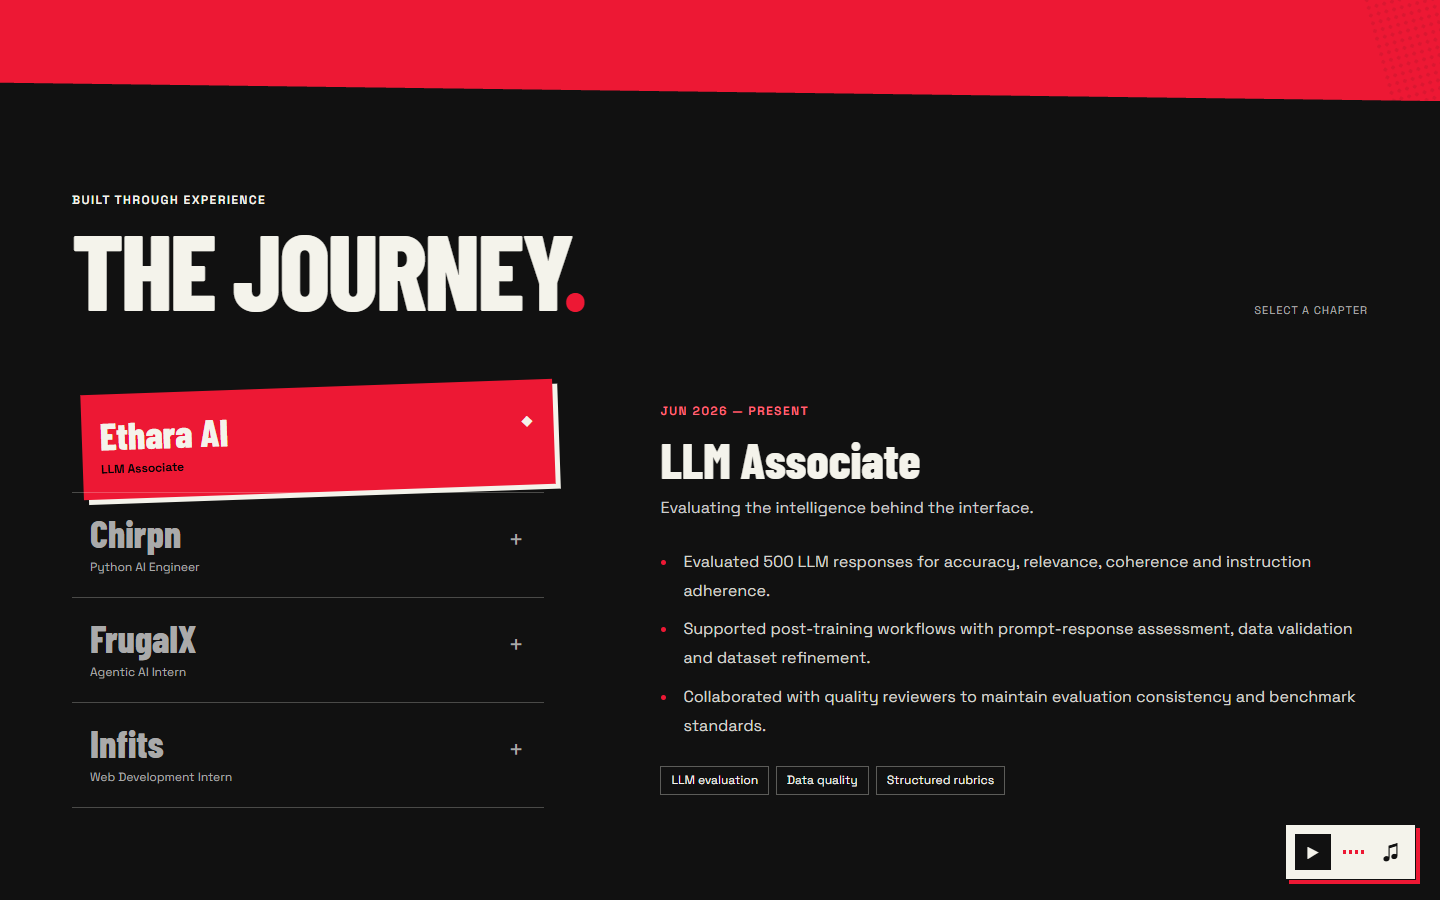 BUILT THROUGH EXPERIENCE
THE JOURNEY.
SELECT A CHAPTER
Ethara AI
LLM Associate
Chirpn
Python AI Engineer
+
FrugalX
Agentic AI Intern
+
Infits
Web Development Intern
+
JUN 2026 — PRESENT
LLM Associate
Evaluating the intelligence behind the interface.
• Evaluated 500 LLM responses for accuracy, relevance, coherence and instruction
adherence.
• Supported post-training workflows with prompt-response assessment, data validation
and dataset refinement.
• Collaborated with quality reviewers to maintain evaluation consistency and benchmark
standards.
LLM evaluation
Data quality
Structured rubrics